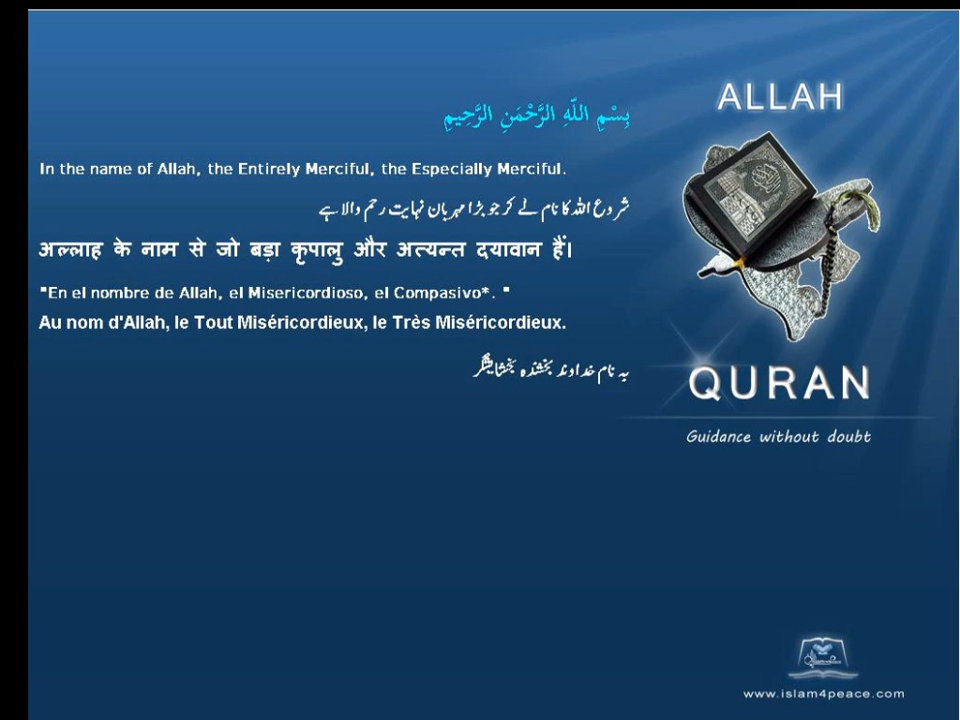 بِسْمِ اللَّهِ الرَّحْمَنِ الرَّحِيمِ
In the name of Allah, the Entirely Merciful, the Especially Merciful.
شروع اللہ کا نام لے کر جو بڑا مہربان نہایت رحم والا ہے
अल्लाह के नाम से जो बड़ा कृपालु और अत्यन्त दयावान हैं।
"En el nombre de Allah, el Misericordioso, el Compasivo*. "
Au nom d'Allah, le Tout Miséricordieux, le Très Miséricordieux.
به نام خداوند بخشنده بخشایشگر
ALLAH
QURAN
Guidance without doubt
www.islam4peace.com